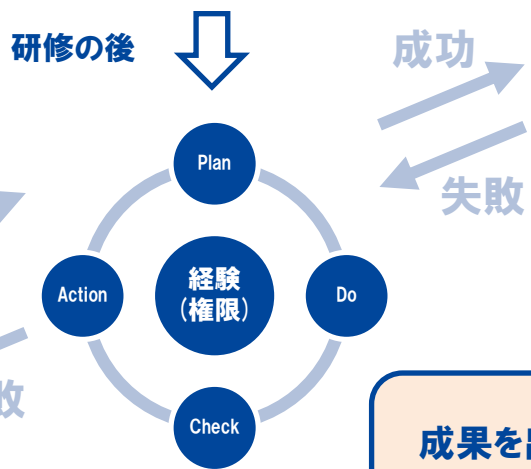 研修の後
成功
失敗
Plan
Action
経験
（権限）
Do
Check
敗
成果を